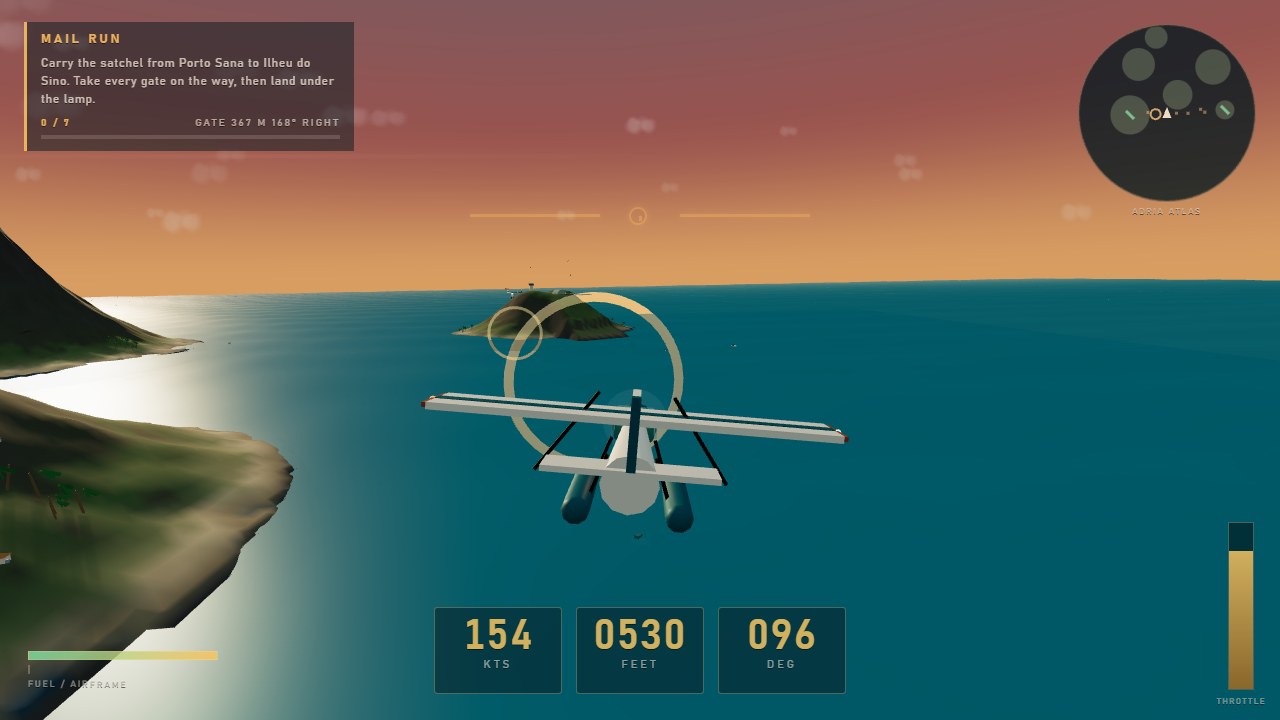 MAIL RUN
Carry the satchel from Porto Sana to Ilheu do
Sino. Take every gate on the way, then land under
the lamp.
0 / 7
GATE 367 M 168° RIGHT
ADRIA ATLAS
154
KTS
0530
FEET
096
DEG
FUEL / AIRFRAME
THROTTLE